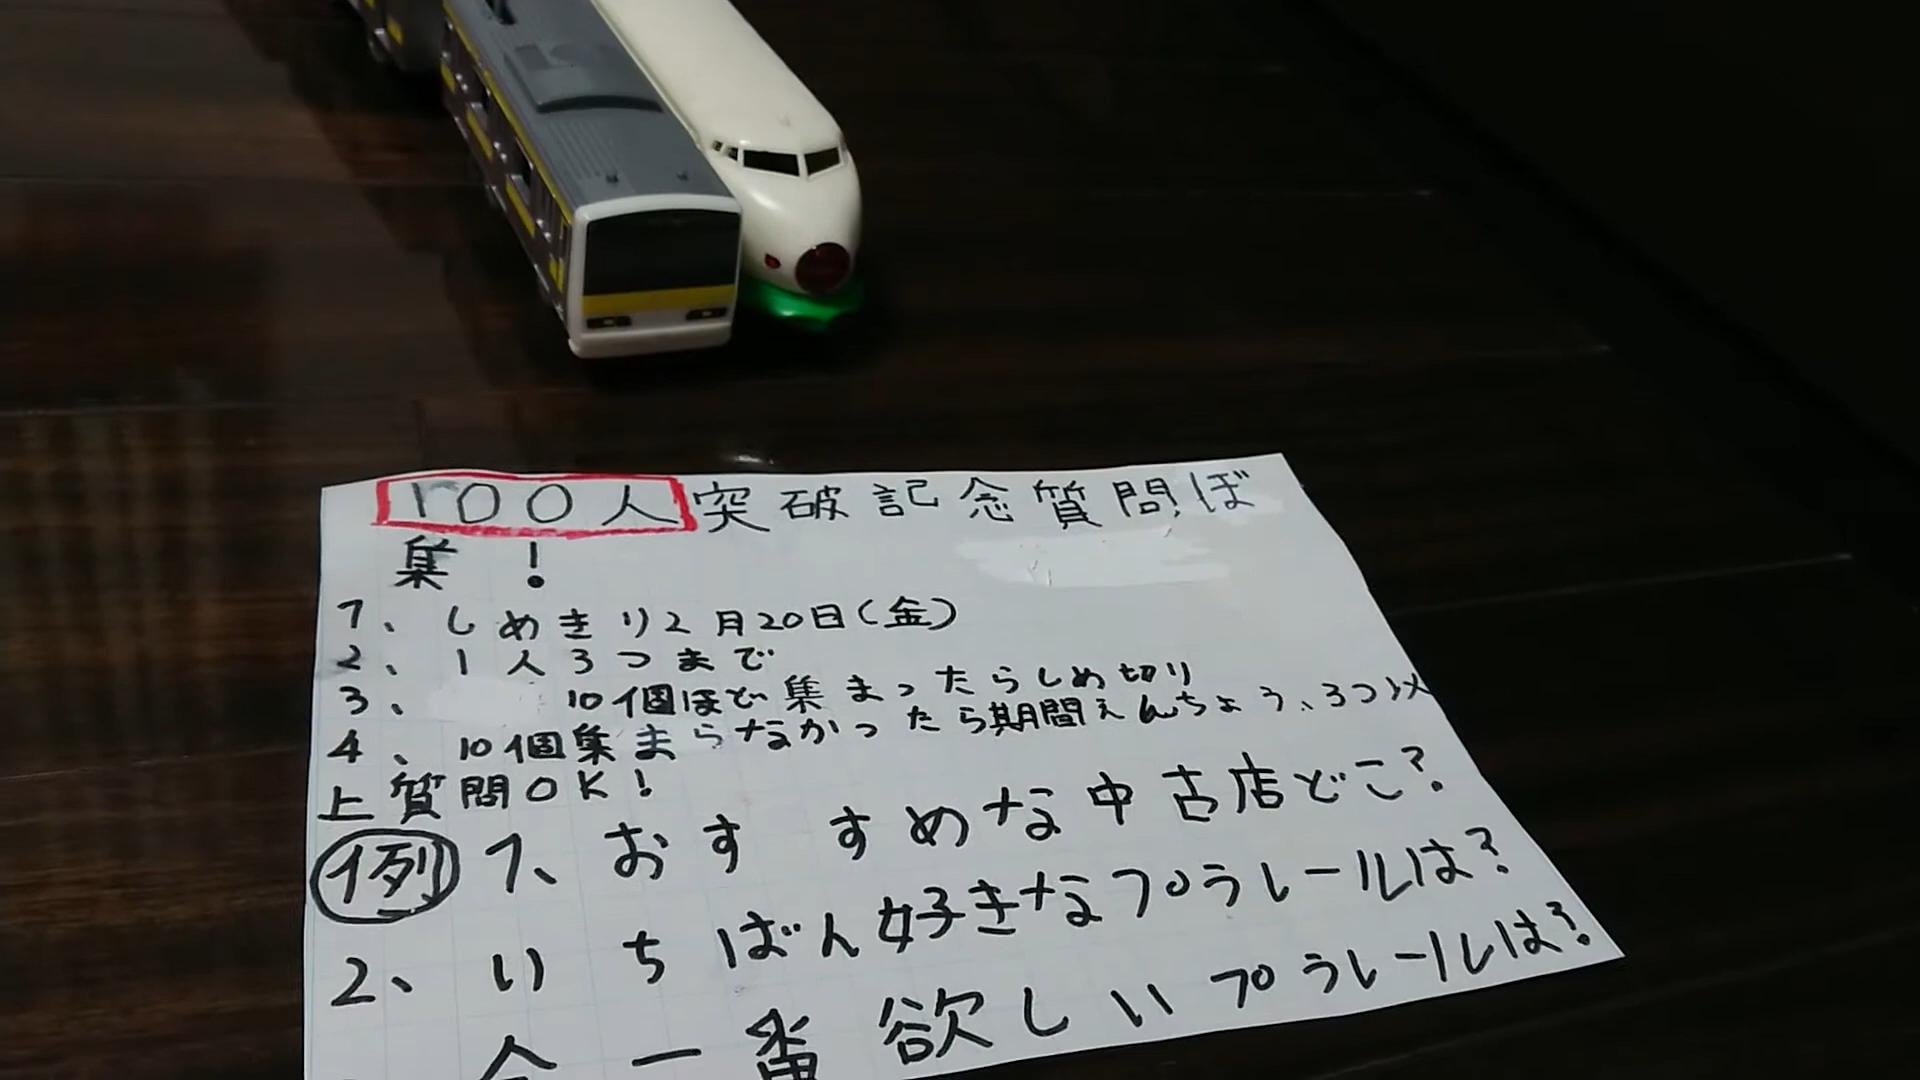 100人突破記念質問ぼ
集!
1、しめきり2月20日(金)
2、1人3つまで
3、10個ほど集まったらしめ切り
4、10個集まらなかったら期間えんちょう、3つ以
上質問OK!
例 1、おすすめな中古店どこ?
2、いちばん好きなプラレールは?
今一番欲しいプラレールは?